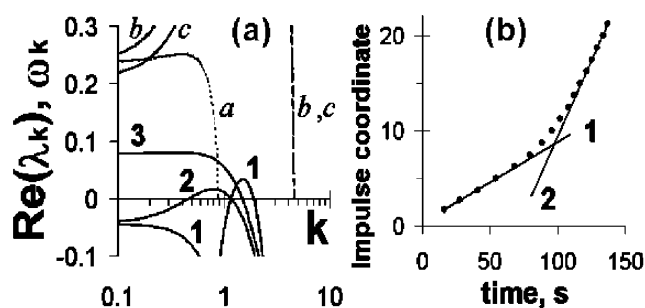 (a)
Re(λk), ωk
0.3
0.2
0.1
0
-0.1
b
c
a
b,c
3
2
1
1
k
0.1
1
10
(b)
Impulse coordinate
20
10
0
1
2
0
50
100
150
time, s